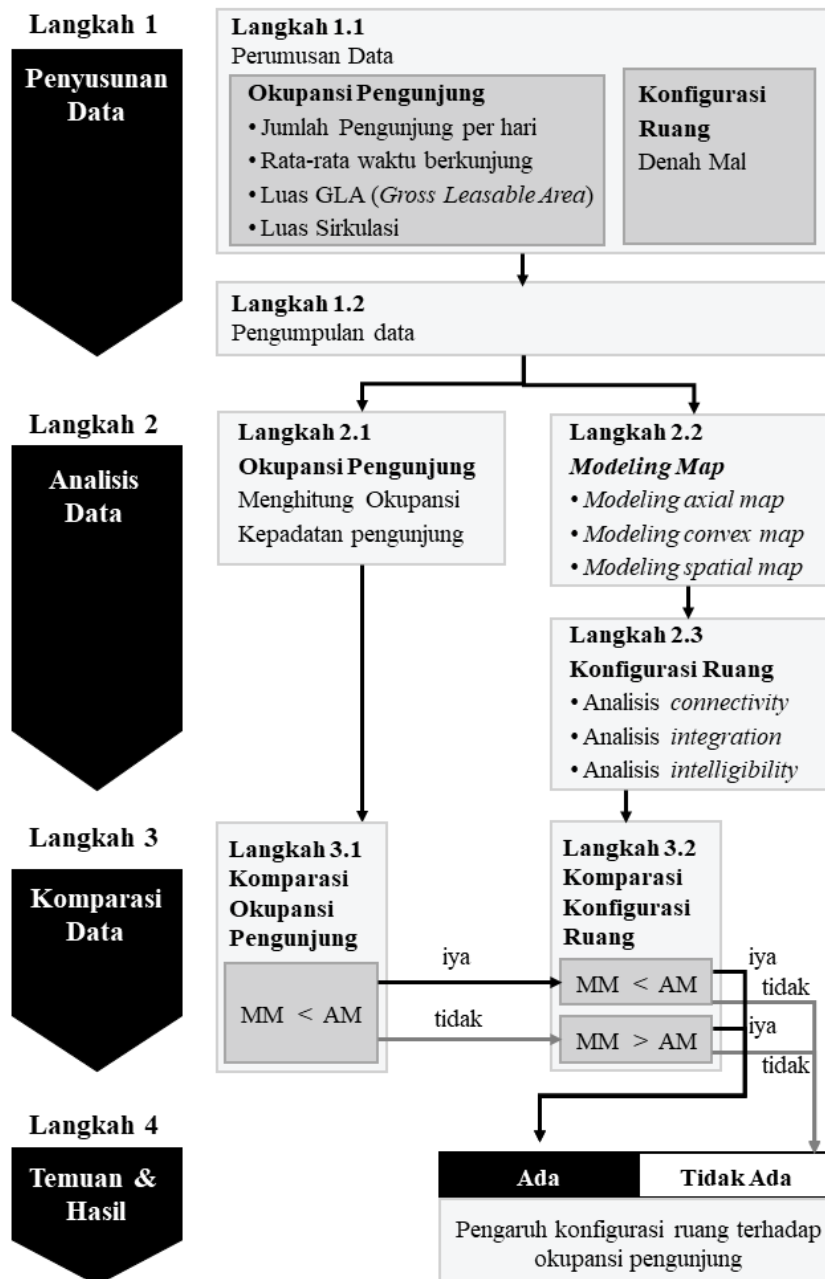 Langkah 1
Penyusunan
Data
Langkah 1.1
Perumusan Data
Okupansi Pengunjung
• Jumlah Pengunjung per hari
• Rata-rata waktu berkunjung
• Luas GLA (Gross Leasable Area)
• Luas Sirkulasi
Konfigurasi
Ruang
Denah Mal
Langkah 1.2
Pengumpulan data
Langkah 2
Analisis
Data
Langkah 2.1
Okupansi Pengunjung
Menghitung Okupansi
Kepadatan pengunjung
Langkah 2.2
Modeling Map
• Modeling axial map
• Modeling convex map
• Modeling spatial map
Langkah 2.3
Konfigurasi Ruang
• Analisis connectivity
• Analisis integration
• Analisis intelligibility
Langkah 3
Komparasi
Data
Langkah 3.1
Komparasi
Okupansi
Pengunjung
MM < AM
iya
tidak
Langkah 3.2
Komparasi
Konfigurasi
Ruang
MM < AM
iya
tidak
MM > AM
iya
tidak
Langkah 4
Temuan &
Hasil
Ada
Tidak Ada
Pengaruh konfigurasi ruang terhadap
okupansi pengunjung